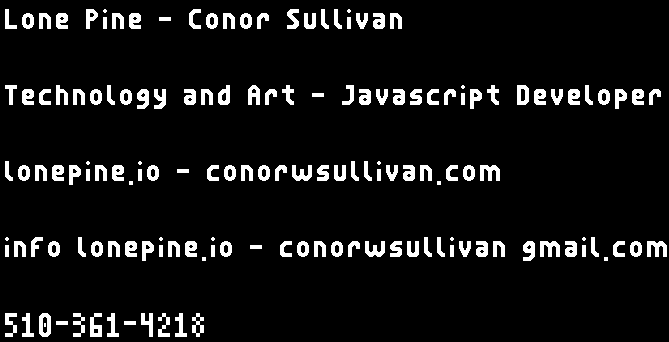 Lone Pine - Conor Sullivan
Technology and Art - Javascript Developer
lonepine.io - conorwsullivan.com
info lonepine.io - conorwsullivan gmail.com
510-361-4218